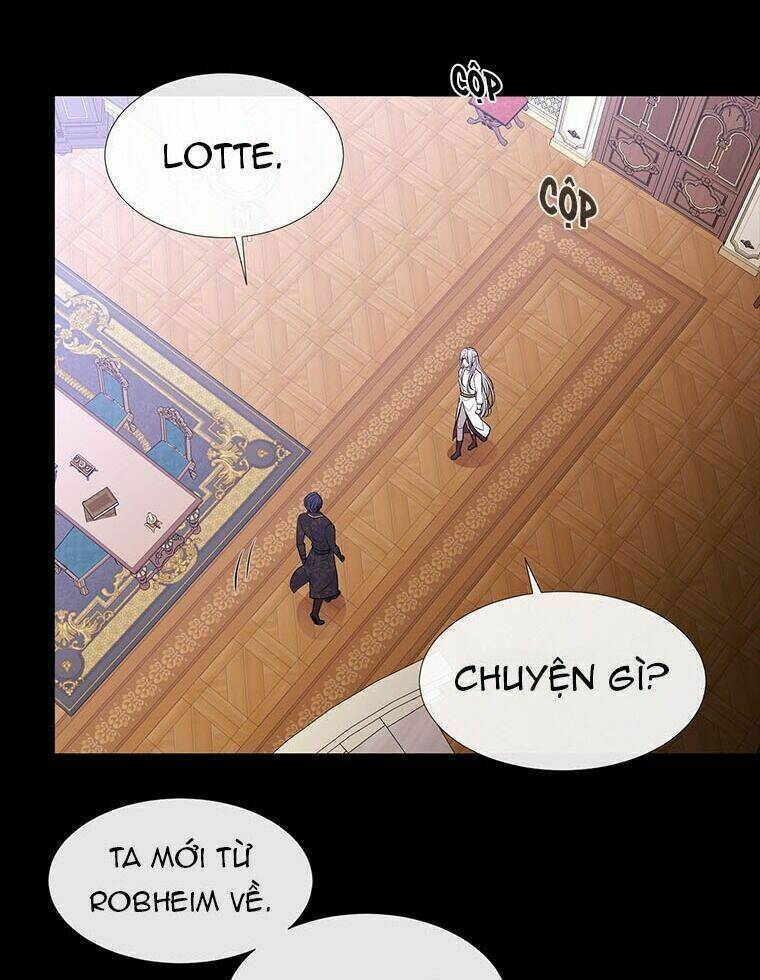 CỘP
LOTTE.
CỘP
CHUYỆN GÌ?
TA MỚI TỪ
ROBHEIM VỀ.